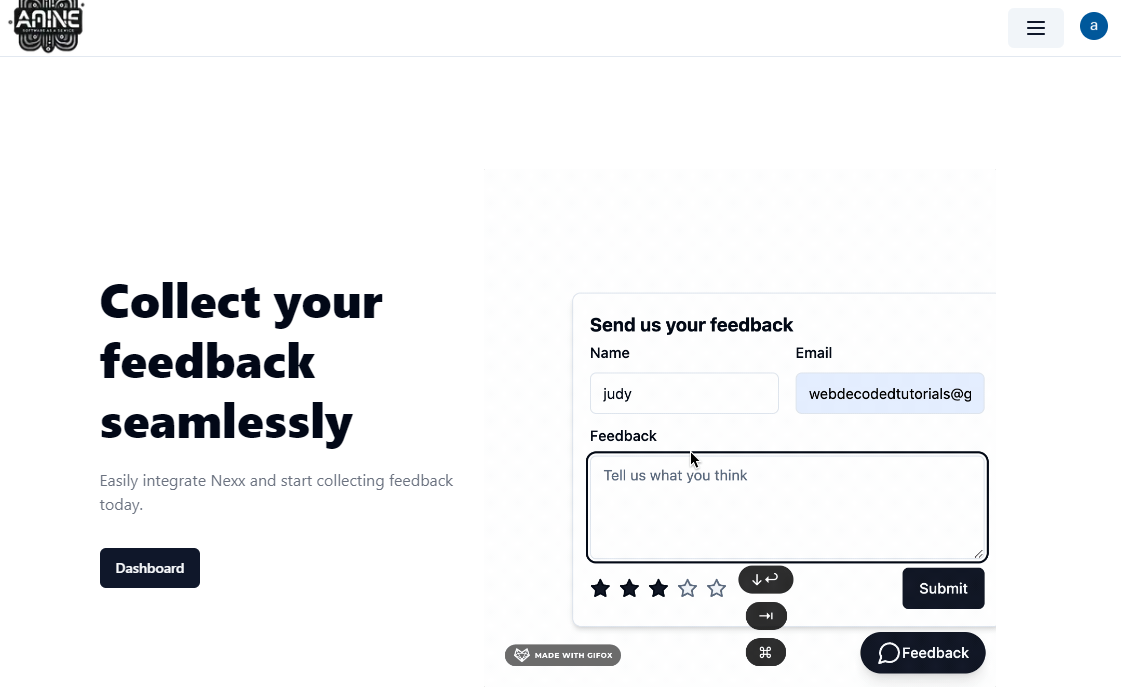 AMINE
SOFTWARE AS A SERVICE
a
Collect your
feedback
seamlessly
Easily integrate Nexx and start collecting feedback
today.
Dashboard
Send us your feedback
Name
Email
judy
webdecodedtutorials@g
Feedback
Tell us what you think
Submit
MADE WITH GIFOX
Feedback